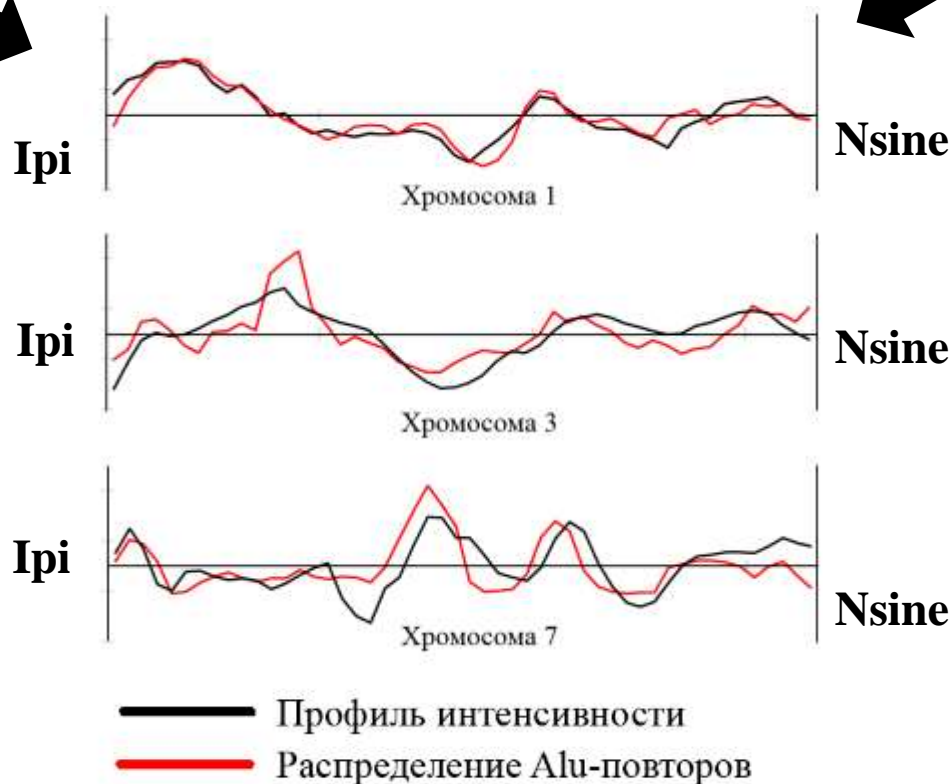 Ipi
Nsine
Хромосома 1
Ipi
Nsine
Хромосома 3
Ipi
Nsine
Хромосома 7
Профиль интенсивности
Распределение Alu-повторов